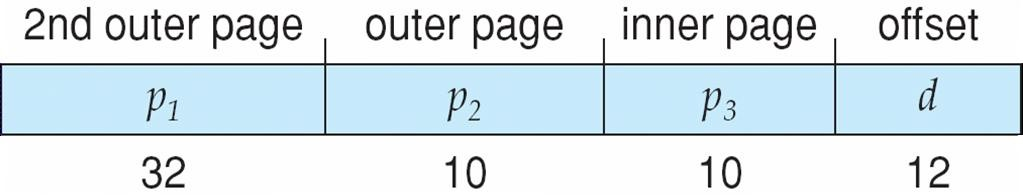 2nd outer page outer page inner page offset
p1 p2 p3 d
32 10 10 12